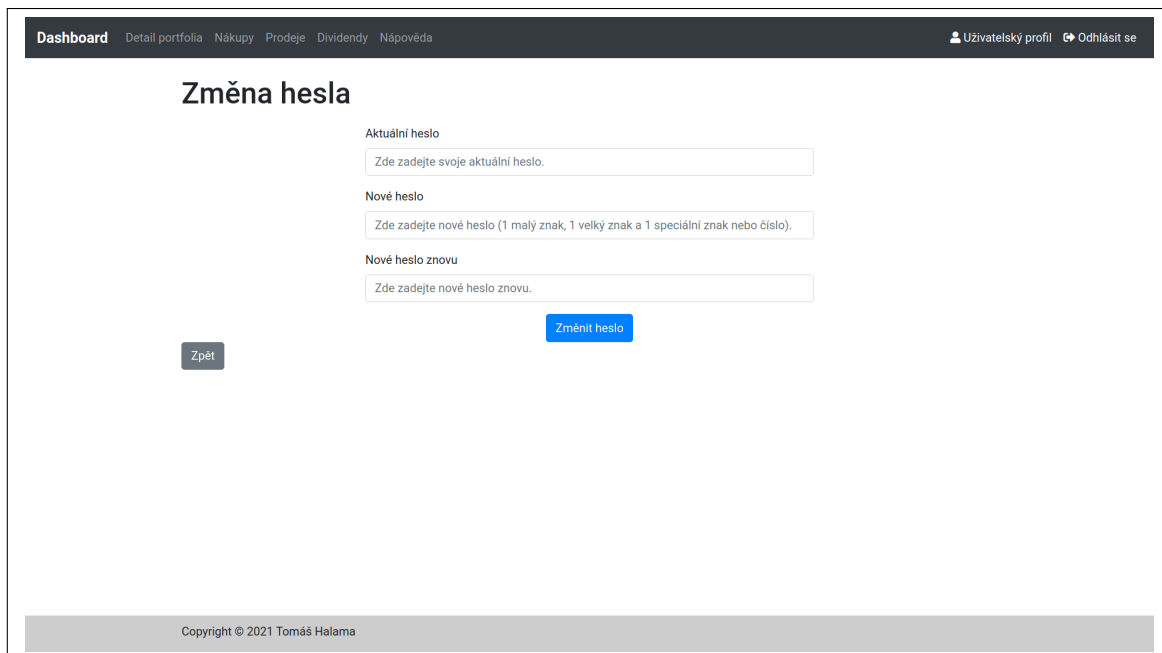 Dashboard Detail portfolia Nákupy Prodeje Dividendy Nápověda Uživatelský profil Odhlásit se
Změna hesla
Aktuální heslo
Zde zadejte svoje aktuální heslo.
Nové heslo
Zde zadejte nové heslo (1 malý znak, 1 velký znak a 1 speciální znak nebo číslo).
Nové heslo znovu
Zde zadejte nové heslo znovu.
Změnit heslo
Zpět
Copyright © 2021 Tomáš Halama